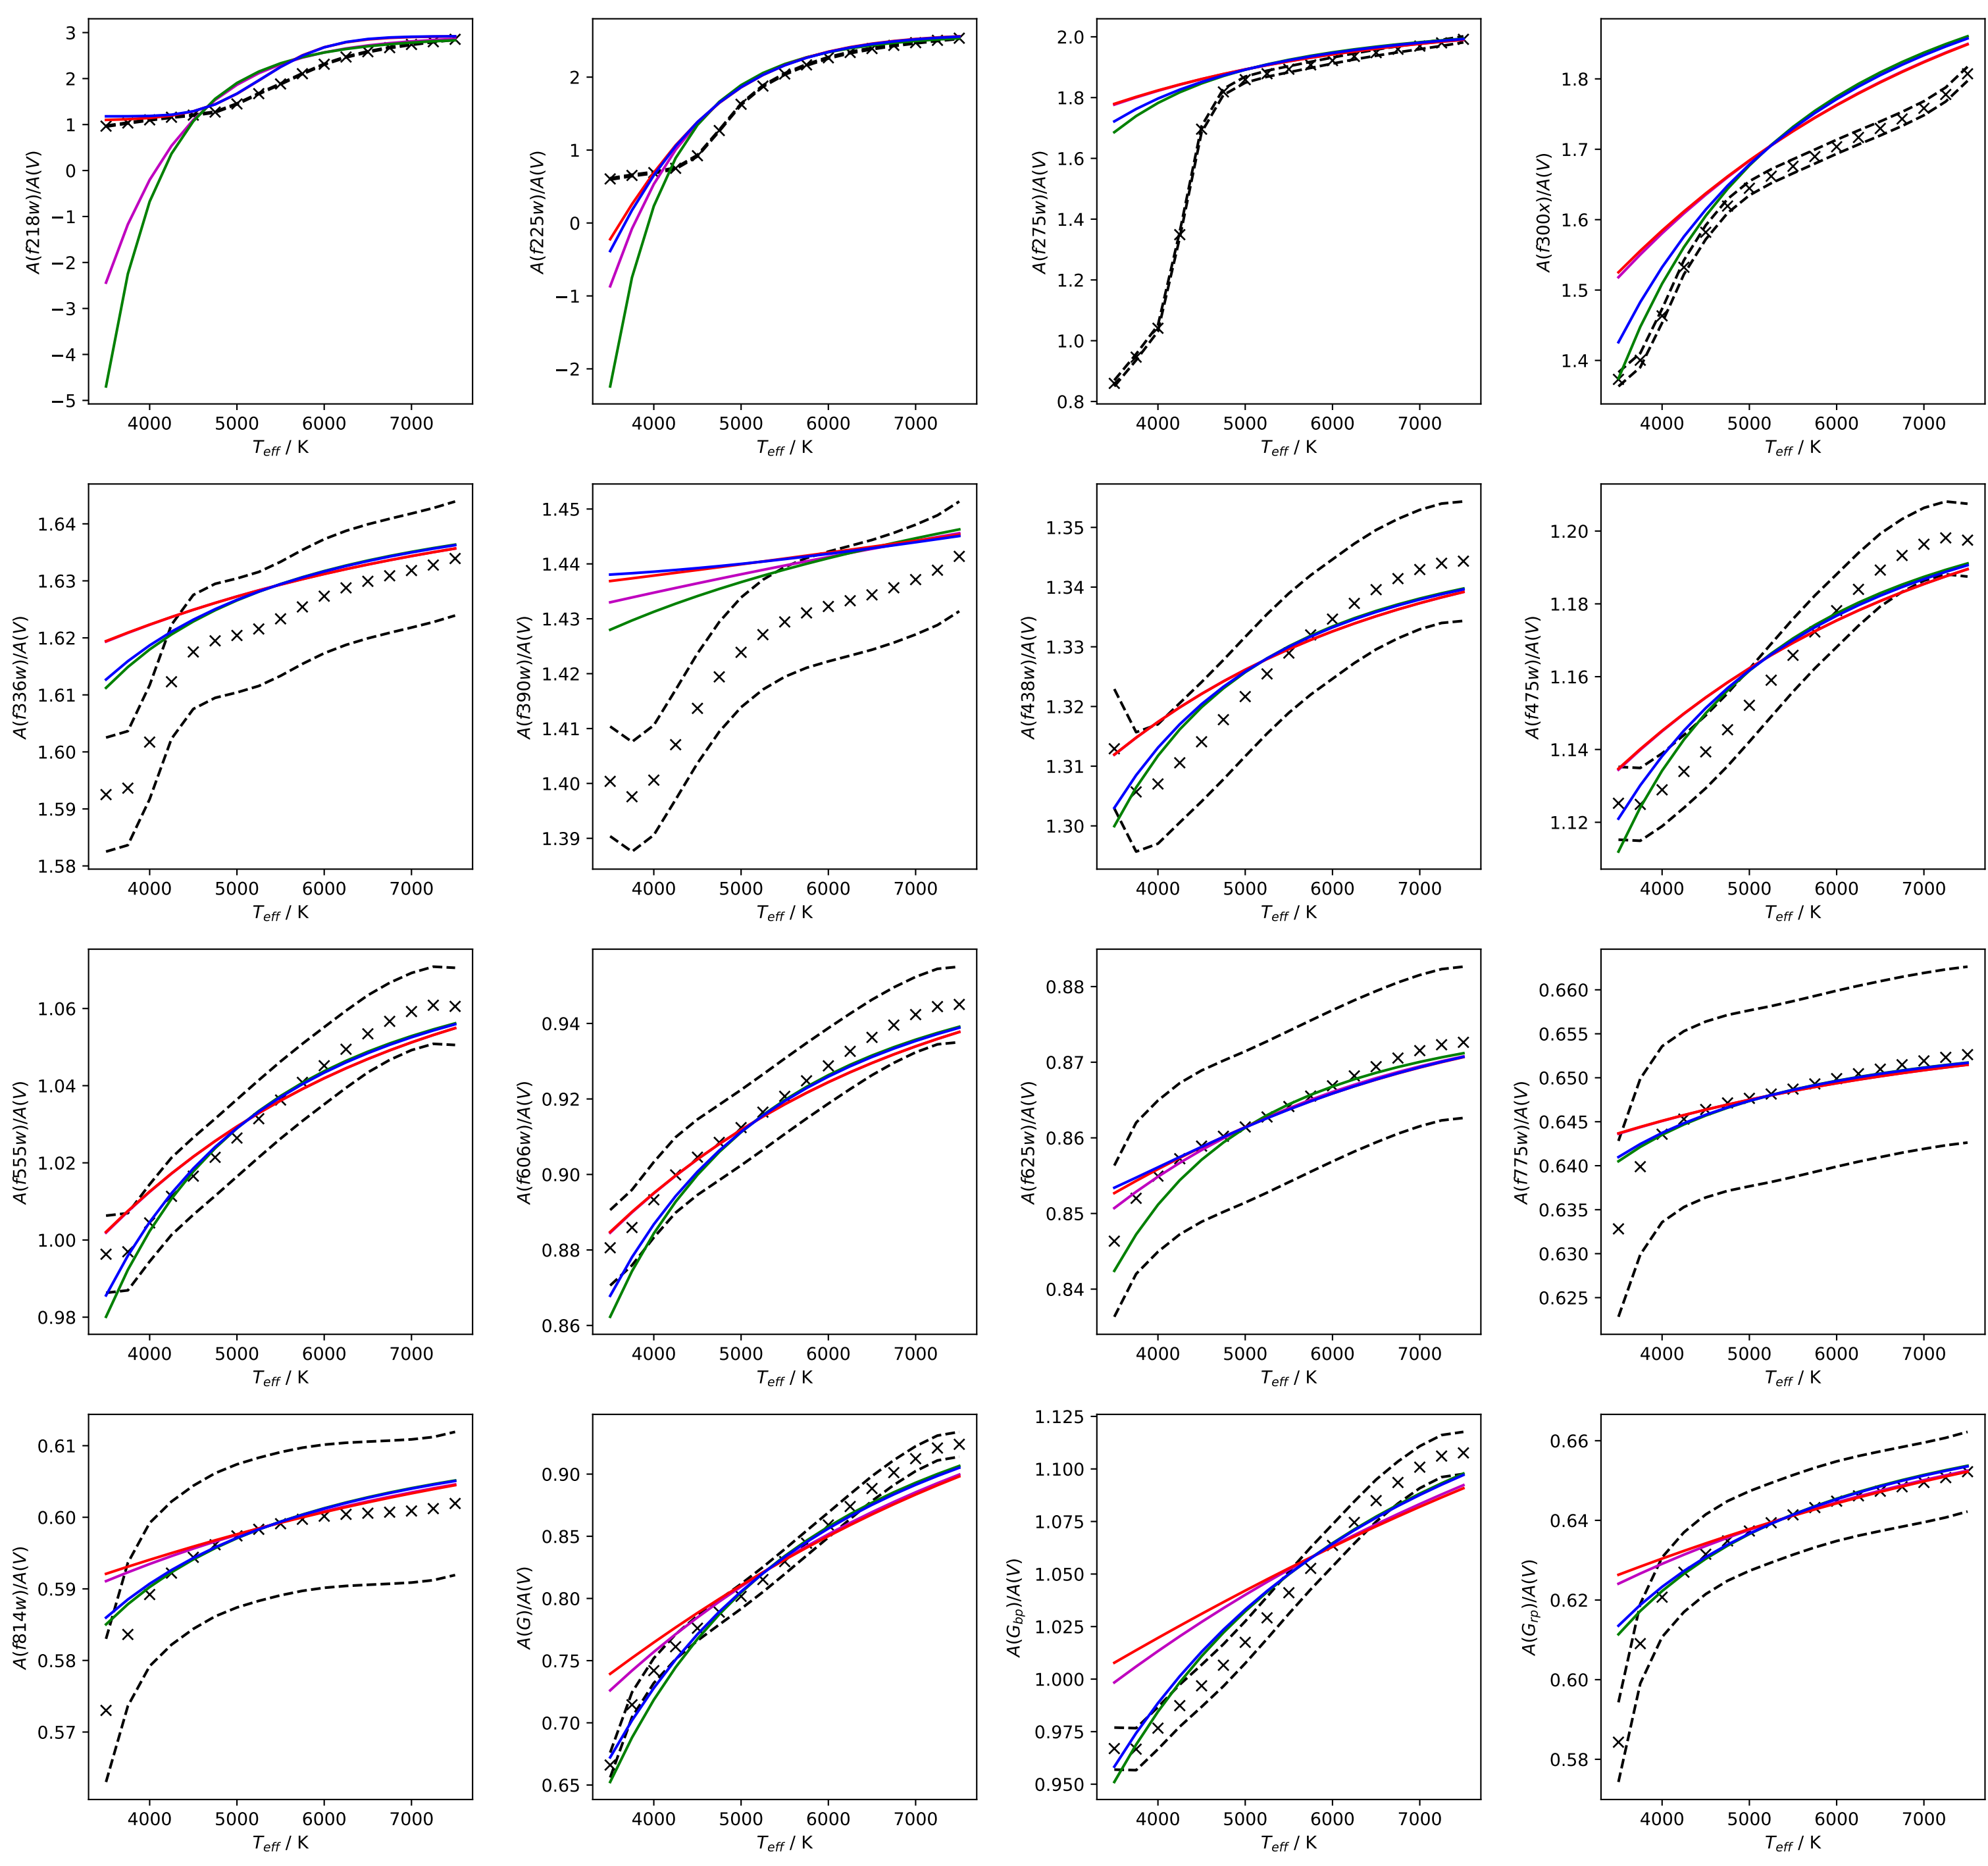 A(f218w)/A(V)
3
2
1
0
−1
−2
−3
−4
−5
4000 5000 6000 7000
T_eff / K
A(f225w)/A(V)
2
1
0
−1
−2
4000 5000 6000 7000
T_eff / K
A(f275w)/A(V)
2.0
1.8
1.6
1.4
1.2
1.0
0.8
4000 5000 6000 7000
T_eff / K
A(f300x)/A(V)
1.8
1.7
1.6
1.5
1.4
4000 5000 6000 7000
T_eff / K
A(f336w)/A(V)
1.64
1.63
1.62
1.61
1.60
1.59
1.58
4000 5000 6000 7000
T_eff / K
A(f390w)/A(V)
1.45
1.44
1.43
1.42
1.41
1.40
1.39
4000 5000 6000 7000
T_eff / K
A(f438w)/A(V)
1.35
1.34
1.33
1.32
1.31
1.30
4000 5000 6000 7000
T_eff / K
A(f475w)/A(V)
1.20
1.18
1.16
1.14
1.12
4000 5000 6000 7000
T_eff / K
A(f555w)/A(V)
1.06
1.04
1.02
1.00
0.98
4000 5000 6000 7000
T_eff / K
A(f606w)/A(V)
0.94
0.92
0.90
0.88
0.86
4000 5000 6000 7000
T_eff / K
A(f625w)/A(V)
0.88
0.87
0.86
0.85
0.84
4000 5000 6000 7000
T_eff / K
A(f775w)/A(V)
0.660
0.655
0.650
0.645
0.640
0.635
0.630
0.625
4000 5000 6000 7000
T_eff / K
A(f814w)/A(V)
0.61
0.60
0.59
0.58
0.57
4000 5000 6000 7000
T_eff / K
A(G)/A(V)
0.90
0.85
0.80
0.75
0.70
0.65
4000 5000 6000 7000
T_eff / K
A(G_bp)/A(V)
1.125
1.100
1.075
1.050
1.025
1.000
0.975
0.950
4000 5000 6000 7000
T_eff / K
A(G_rp)/A(V)
0.66
0.64
0.62
0.60
0.58
4000 5000 6000 7000
T_eff / K